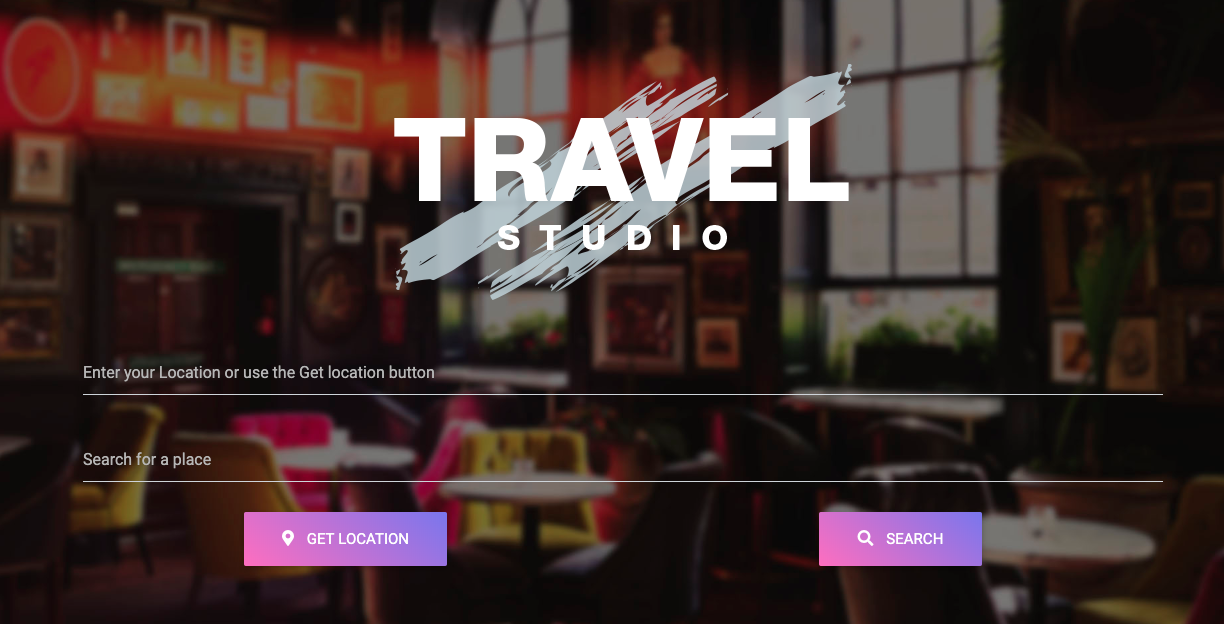 TRAVEL
STUDIO
Enter your Location or use the Get location button
Search for a place
GET LOCATION
SEARCH